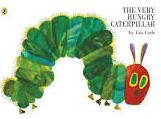 THE VERY
HUNGRY
CATERPILLAR
by Eric Carle